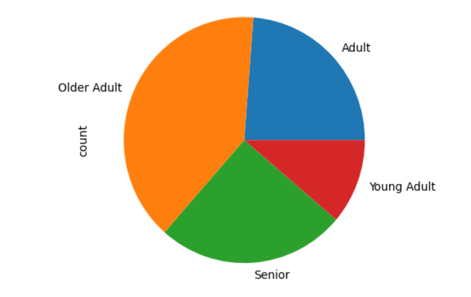 Adult
Older Adult
count
Young Adult
Senior